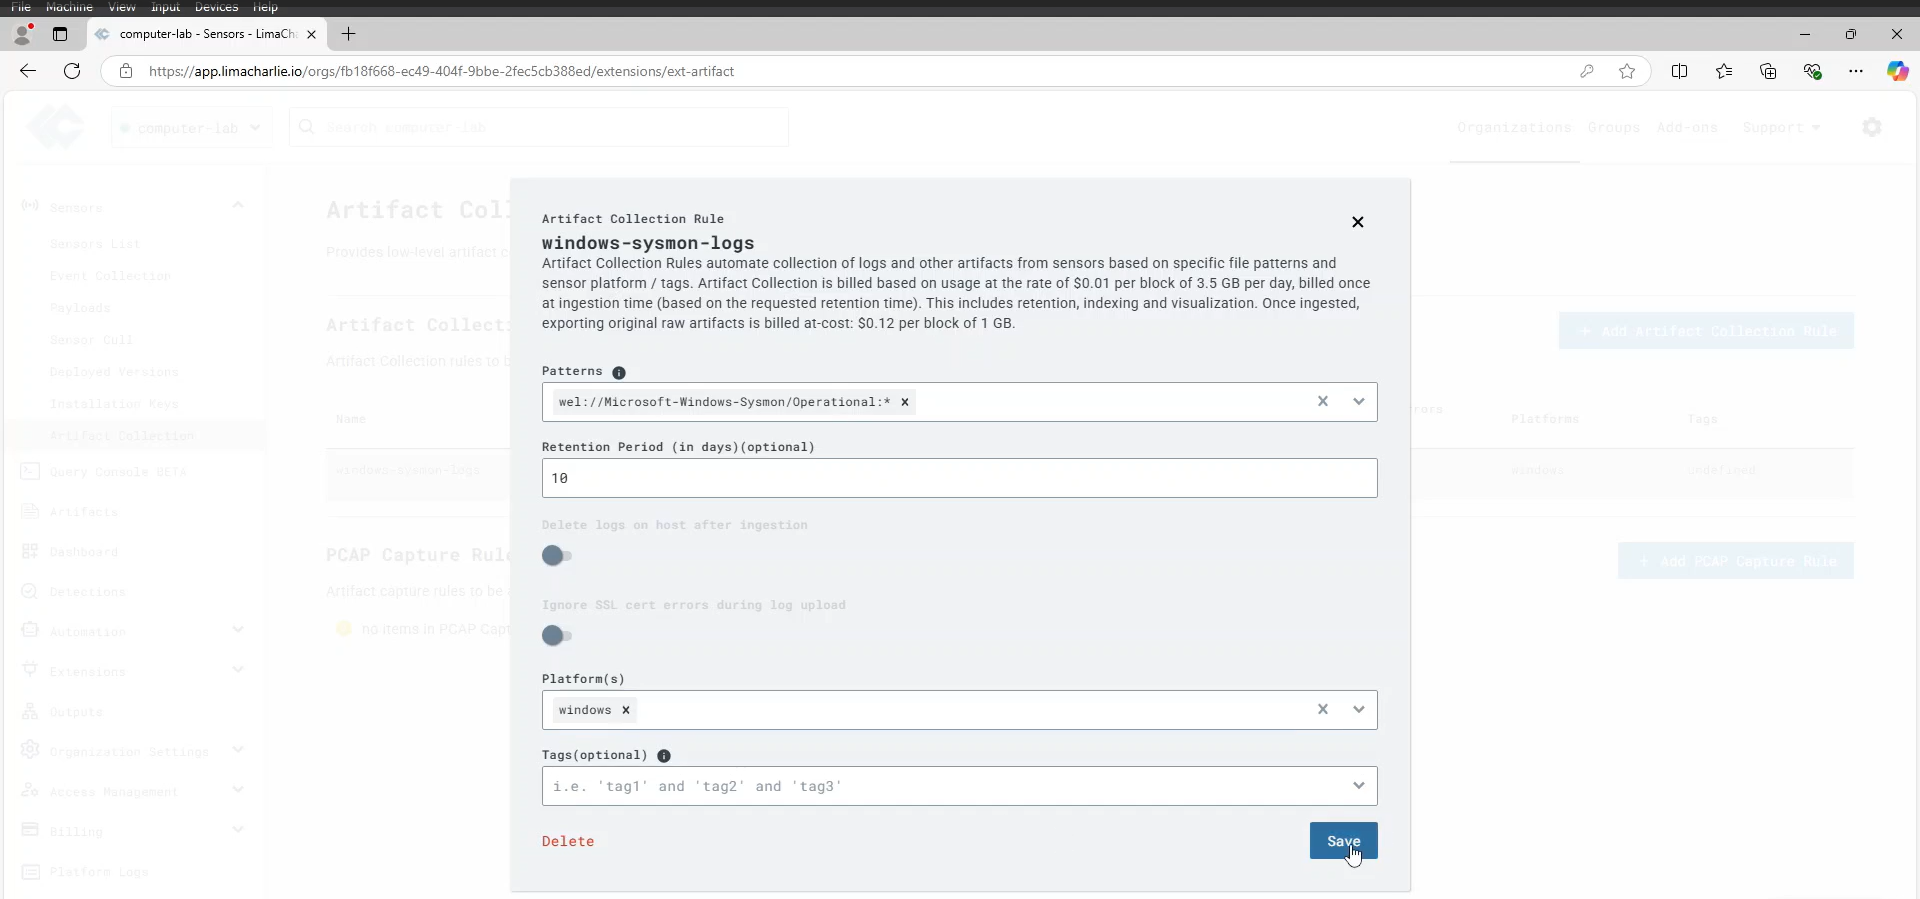 File Machine View Input Devices Help
computer-lab - Sensors - LimaCh
https://app.limacharlie.io/orgs/fb18f668-ec49-404f-9bbe-2fec5cb388ed/extensions/ext-artifact
computer-lab
Search computer-lab
Organizations Groups Add-ons Support
Sensors
Sensors List
Event Collection
Payloads
Sensor Cull
Deployed Versions
Installation Keys
Artifact Collection
Query Console BETA
Artifacts
Dashboard
Detections
Automation
Extensions
Outputs
Organization Settings
Access Management
Billing
Platform Logs
Artifact Coll
Provides low-level artifact c
Artifact Collecti
Artifact Collection rules to b
+ Add Artifact Collection Rule
Name
rors
Platforms
Tags
windows-sysmon-logs
windows
undefined
PCAP Capture Rul
Artifact capture rules to be
no items in PCAP Capt
+ Add PCAP Capture Rule
Artifact Collection Rule
windows-sysmon-logs
Artifact Collection Rules automate collection of logs and other artifacts from sensors based on specific file patterns and
sensor platform / tags. Artifact Collection is billed based on usage at the rate of $0.01 per block of 3.5 GB per day, billed once
at ingestion time (based on the requested retention time). This includes retention, indexing and visualization. Once ingested,
exporting original raw artifacts is billed at-cost: $0.12 per block of 1 GB.
Patterns
wel://Microsoft-Windows-Sysmon/Operational:*
Retention Period (in days)(optional)
10
Delete logs on host after ingestion
Ignore SSL cert errors during log upload
Platform(s)
windows
Tags(optional)
i.e. 'tag1' and 'tag2' and 'tag3'
Delete
Save